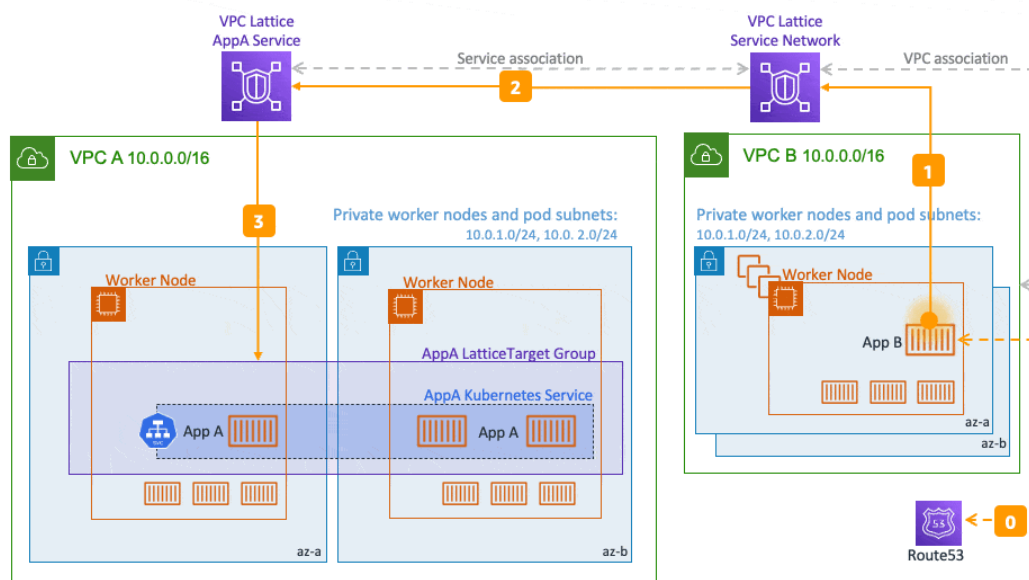 VPC Lattice
AppA Service
VPC Lattice
Service Network
Service association
VPC association
2
1
3
VPC A 10.0.0.0/16
VPC B 10.0.0.0/16
Private worker nodes and pod subnets:
10.0.1.0/24, 10.0. 2.0/24
Private worker nodes and pod subnets:
10.0.1.0/24, 10.0.2.0/24
Worker Node
Worker Node
Worker Node
App B
AppA LatticeTarget Group
AppA Kubernetes Service
svc
App A
App A
az-a
az-b
az-a
az-b
53
0
Route53